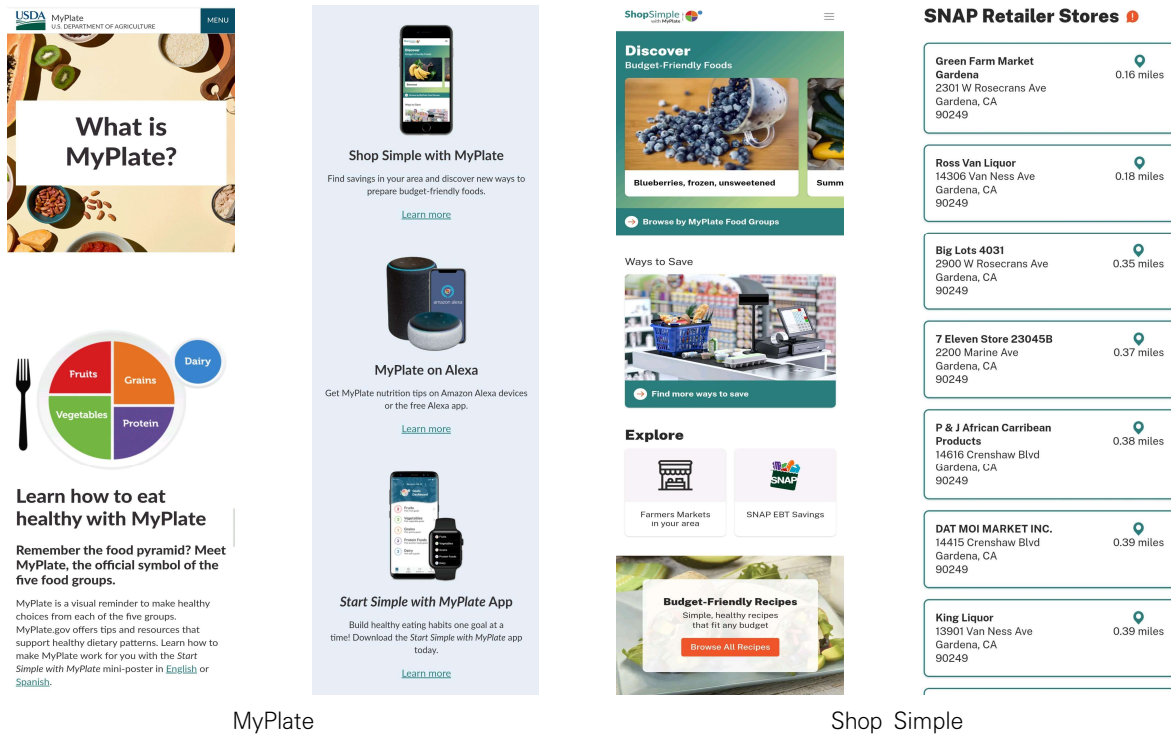 USDA
MyPlate
U.S. DEPARTMENT OF AGRICULTURE
MENU
What is
MyPlate?
Fruits
Grains
Dairy
Vegetables
Protein
Learn how to eat
healthy with MyPlate
Remember the food pyramid? Meet
MyPlate, the official symbol of the
five food groups.
MyPlate is a visual reminder to make healthy
choices from each of the five groups.
MyPlate.gov offers tips and resources that
support healthy dietary patterns. Learn how to
make MyPlate work for you with the Start
Simple with MyPlate mini-poster in English or
Spanish.
Discover
Shop Simple with MyPlate
Find savings in your area and discover new ways to
prepare budget-friendly foods.
Learn more
amazon alexa
MyPlate on Alexa
Get MyPlate nutrition tips on Amazon Alexa devices
or the free Alexa app.
Learn more
Fruits
Vegetables
Grains
Protein Foods
Dairy
Start Simple with MyPlate App
Build healthy eating habits one goal at a
time! Download the Start Simple with MyPlate app
today.
Learn more
MyPlate
ShopSimple
with MyPlate
Discover
Budget-Friendly Foods
Blueberries, frozen, unsweetened
Summ
Browse by MyPlate Food Groups
Ways to Save
Find more ways to save
Explore
Farmers Markets
in your area
SNAP
SNAP EBT Savings
Budget-Friendly Recipes
Simple, healthy recipes
that fit any budget
Browse All Recipes
SNAP Retailer Stores
Green Farm Market
Gardena
0.16 miles
2301 W Rosecrans Ave
Gardena, CA
90249
Ross Van Liquor
14306 Van Ness Ave
0.18 miles
Gardena, CA
90249
Big Lots 4031
2900 W Rosecrans Ave
0.35 miles
Gardena, CA
90249
7 Eleven Store 23045B
2200 Marine Ave
0.37 miles
Gardena, CA
90249
P & J African Carribean
Products
0.38 miles
14616 Crenshaw Blvd
Gardena, CA
90249
DAT MOI MARKET INC.
14415 Crenshaw Blvd
0.39 miles
Gardena, CA
90249
King Liquor
13901 Van Ness Ave
0.39 miles
Gardena, CA
90249
Shop Simple